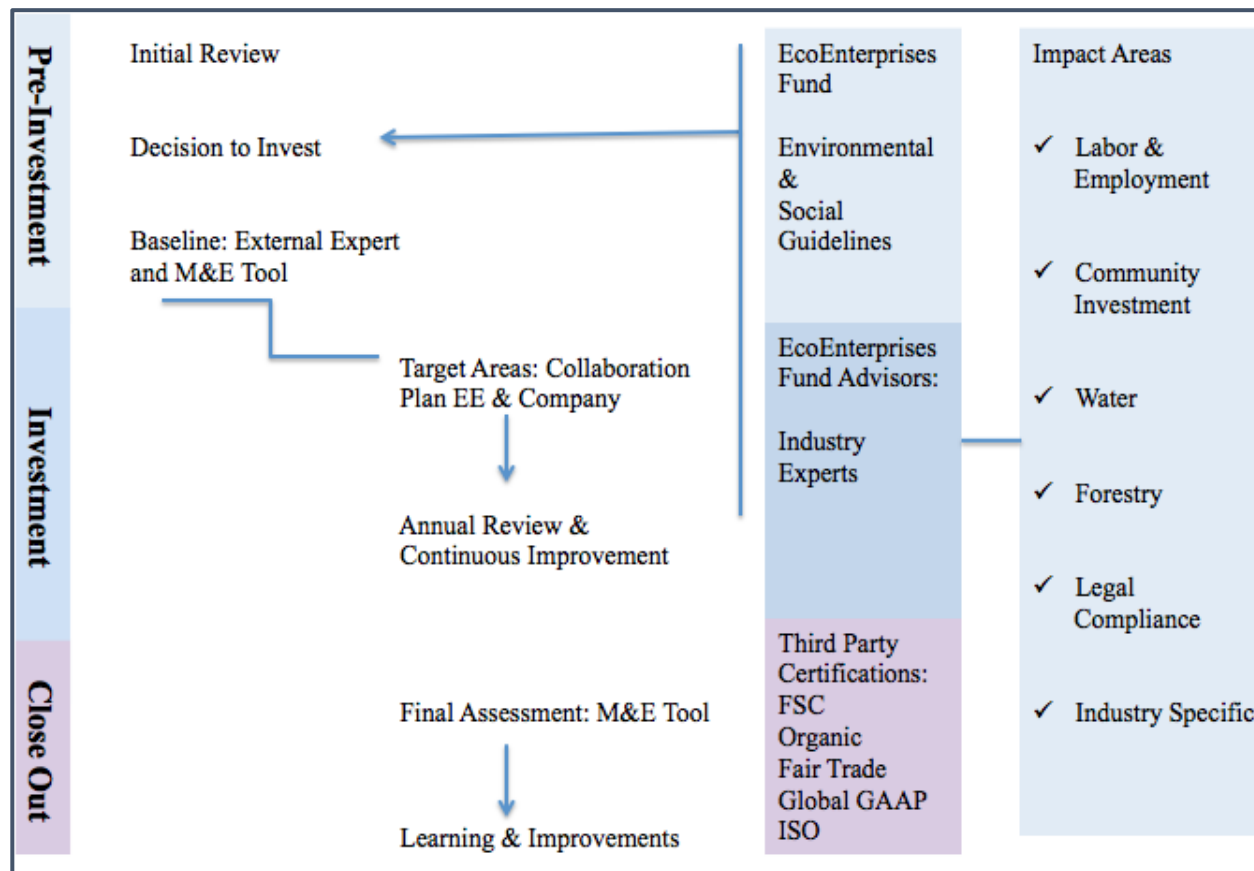 Pre-Investment
Initial Review
Decision to Invest
Baseline: External Expert
and M&E Tool
Investment
Target Areas: Collaboration
Plan EE & Company
Annual Review &
Continuous Improvement
Close Out
Final Assessment: M&E Tool
Learning & Improvements
EcoEnterprises
Fund
Environmental
&
Social
Guidelines
EcoEnterprises
Fund Advisors:
Industry
Experts
Third Party
Certifications:
FSC
Organic
Fair Trade
Global GAAP
ISO
Impact Areas
✓ Labor &
Employment
✓ Community
Investment
✓ Water
✓ Forestry
✓ Legal
Compliance
✓ Industry Specific